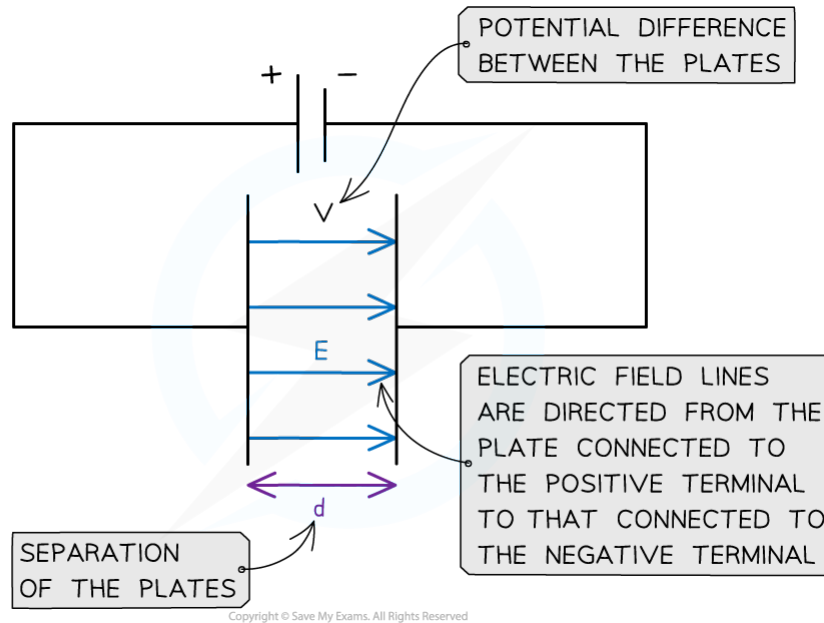 POTENTIAL DIFFERENCE
BETWEEN THE PLATES
+ −
V
E
ELECTRIC FIELD LINES
ARE DIRECTED FROM THE
PLATE CONNECTED TO
THE POSITIVE TERMINAL
TO THAT CONNECTED TO
THE NEGATIVE TERMINAL
d
SEPARATION
OF THE PLATES
Copyright © Save My Exams. All Rights Reserved